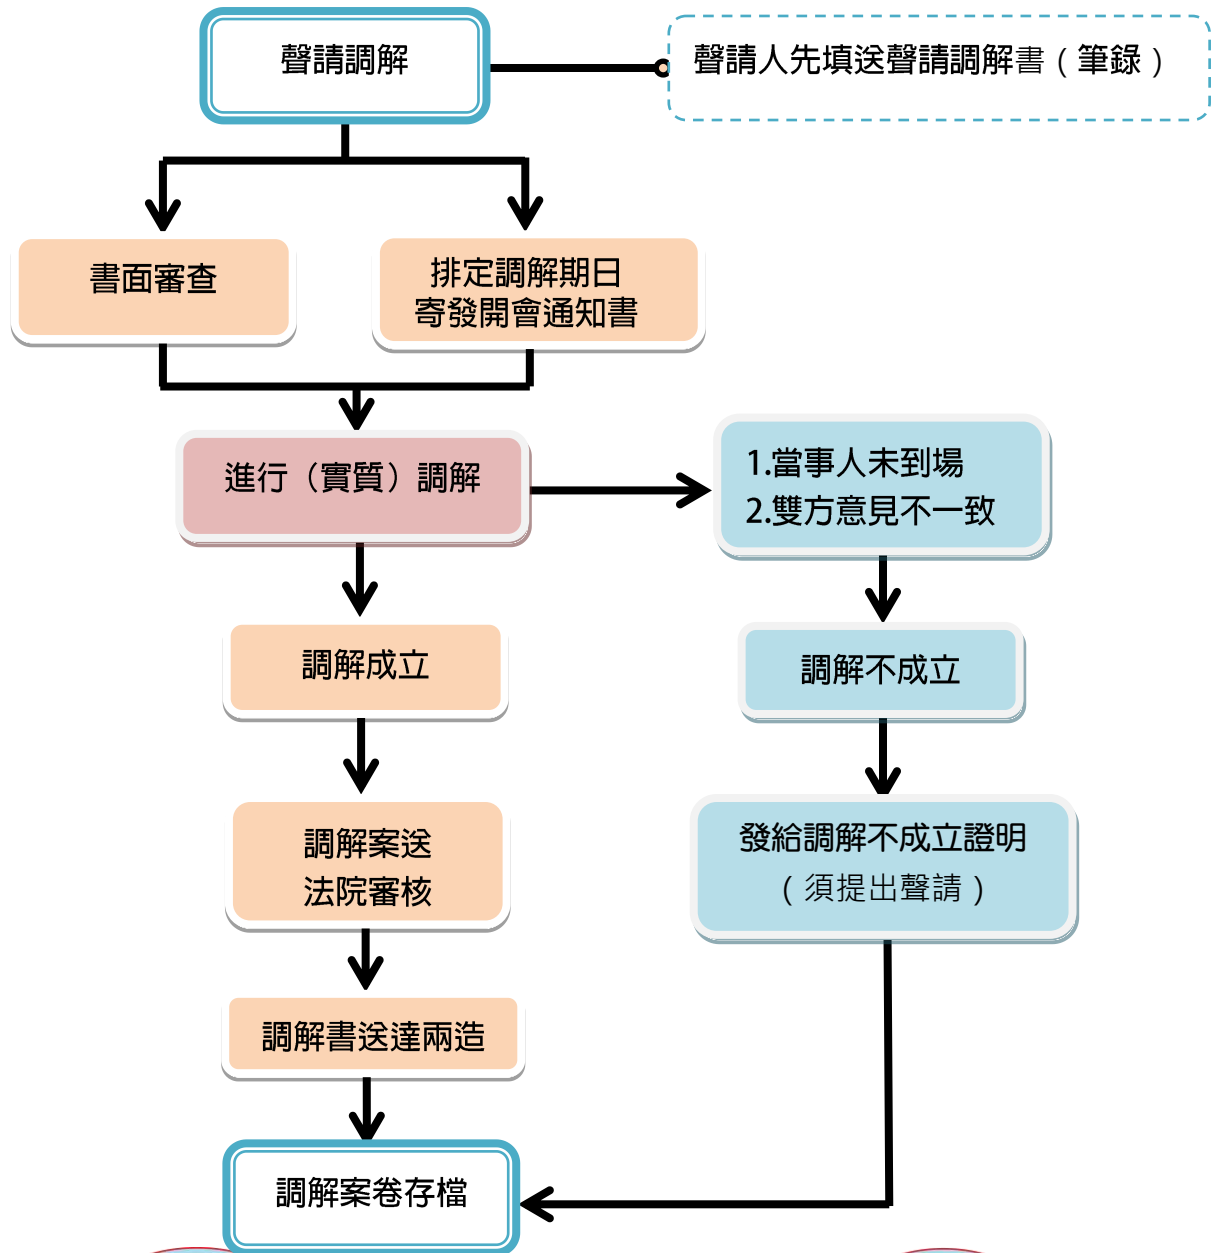 聲請調解
聲請人先填送聲請調解書（筆錄）
書面審查
排定調解期日
寄發開會通知書
進行（實質）調解
1.當事人未到場
2.雙方意見不一致
調解成立
調解不成立
調解案送
法院審核
發給調解不成立證明
（須提出聲請）
調解書送達兩造
調解案卷存檔